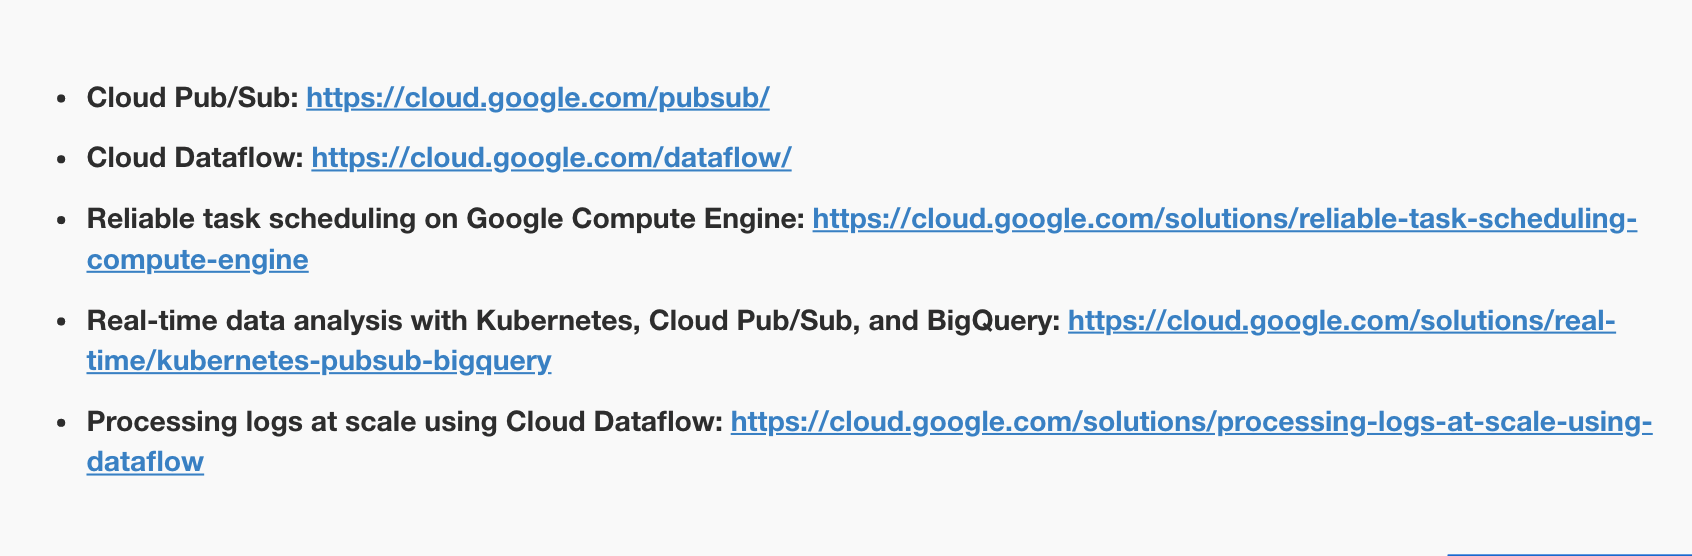 • Cloud Pub/Sub: https://cloud.google.com/pubsub/
• Cloud Dataflow: https://cloud.google.com/dataflow/
• Reliable task scheduling on Google Compute Engine: https://cloud.google.com/solutions/reliable-task-scheduling-
compute-engine
• Real-time data analysis with Kubernetes, Cloud Pub/Sub, and BigQuery: https://cloud.google.com/solutions/real-
time/kubernetes-pubsub-bigquery
• Processing logs at scale using Cloud Dataflow: https://cloud.google.com/solutions/processing-logs-at-scale-using-
dataflow